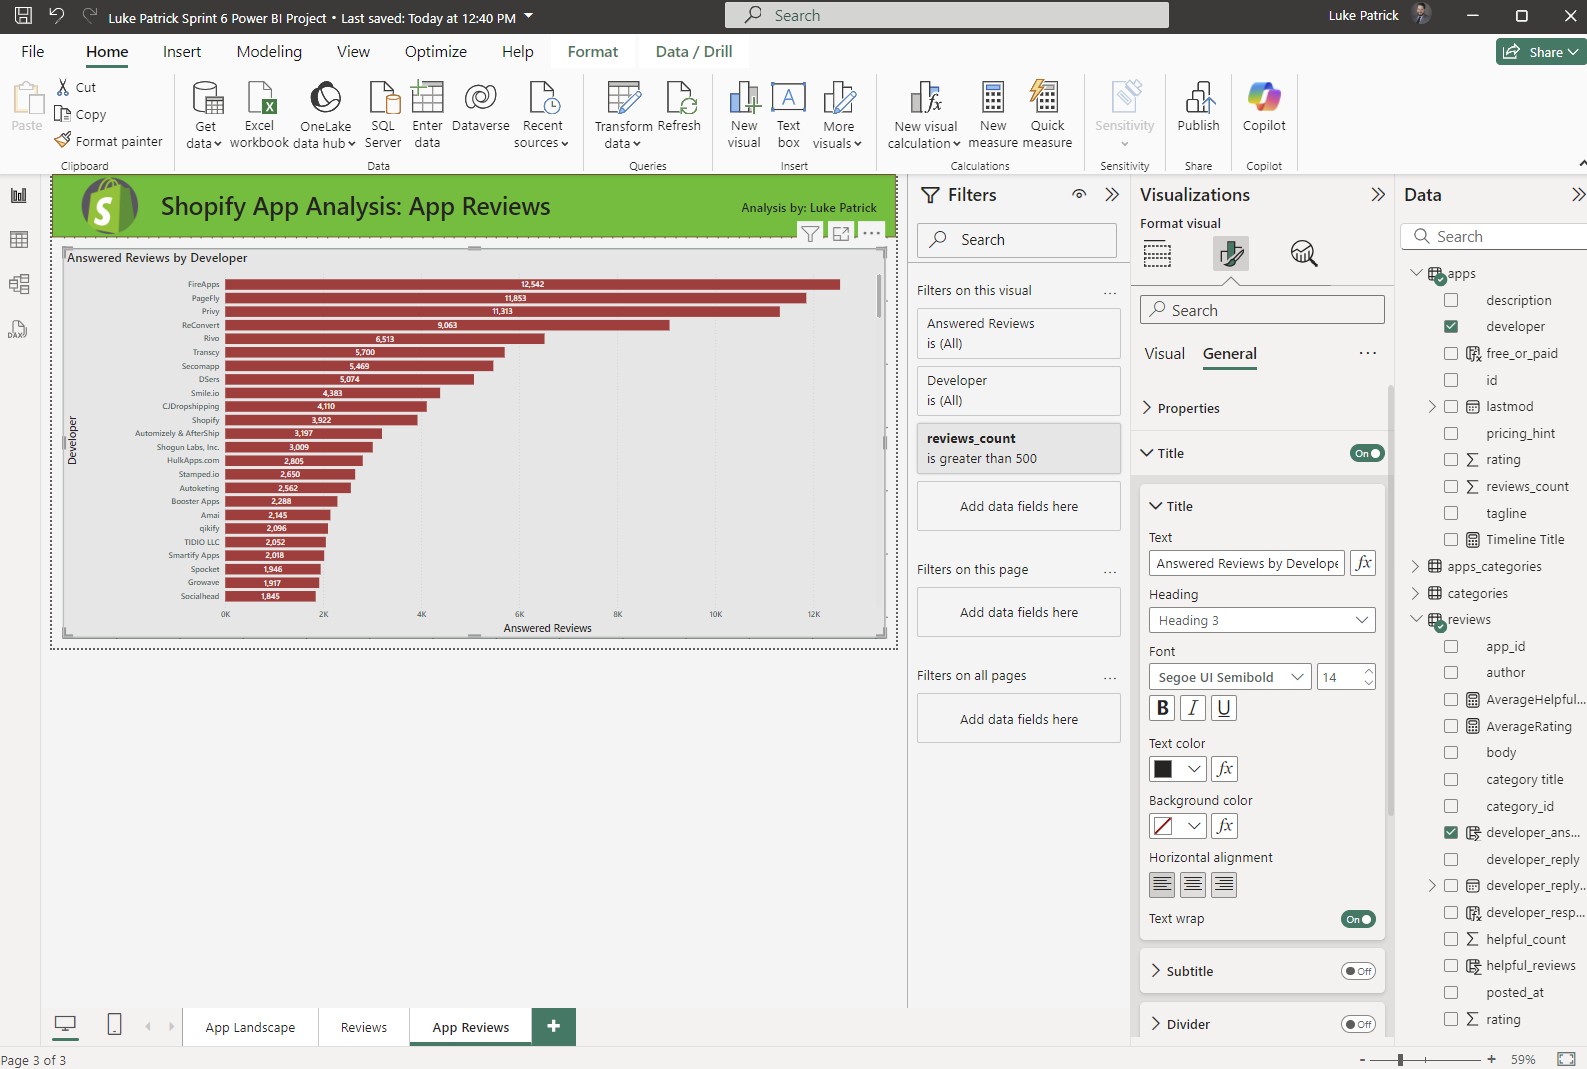 Luke Patrick Sprint 6 Power BI Project • Last saved: Today at 12:40 PM
Search
Luke Patrick
File
Home
Insert
Modeling
View
Optimize
Help
Format
Data / Drill
Share
Paste
Cut
Copy
Format painter
Clipboard
Get data
Excel workbook
OneLake data hub
SQL Server
Enter data
Dataverse
Recent sources
Data
Transform data
Refresh
Queries
New visual
Text box
More visuals
Insert
New visual calculation
New measure
Quick measure
Calculations
Sensitivity
Sensitivity
Publish
Share
Copilot
Copilot
Shopify App Analysis: App Reviews
Analysis by: Luke Patrick
Answered Reviews by Developer
Developer
FireApps 12,542
PageFly 11,853
Privy 11,313
ReConvert 9,063
Rivo 6,513
Transcy 5,700
Secomapp 5,469
DSers 5,074
Smile.io 4,383
CJDropshipping 4,110
Shopify 3,922
Automizely & AfterShip 3,197
Shogun Labs, Inc. 3,009
HulkApps.com 2,805
Stamped.io 2,650
Autoketing 2,562
Booster Apps 2,288
Amai 2,145
qikify 2,096
TIDIO LLC 2,052
Smartify Apps 2,018
Spocket 1,946
Growave 1,917
Socialhead 1,845
0K 2K 4K 6K 8K 10K 12K
Answered Reviews
Filters
Search
Filters on this visual
Answered Reviews
is (All)
Developer
is (All)
reviews_count
is greater than 500
Add data fields here
Filters on this page
Add data fields here
Filters on all pages
Add data fields here
Visualizations
Format visual
Search
Visual
General
Properties
Title
On
Title
Text
Answered Reviews by Develope
fx
Heading
Heading 3
Font
Segoe UI Semibold
14
B I U
Text color
fx
Background color
fx
Horizontal alignment
Text wrap
On
Subtitle
Off
Divider
Off
Data
Search
apps
description
developer
free_or_paid
id
lastmod
pricing_hint
rating
reviews_count
tagline
Timeline Title
apps_categories
categories
reviews
app_id
author
AverageHelpful...
AverageRating
body
category title
category_id
developer_ans...
developer_reply
developer_reply...
developer_resp...
helpful_count
helpful_reviews
posted_at
rating
DAX
App Landscape
Reviews
App Reviews
+
Page 3 of 3
- + 59%